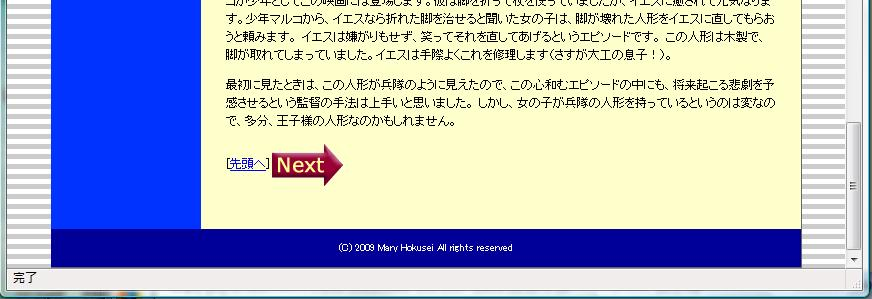 す。少年マルコから、イエスなら折れた脚を治せると聞いた女の子は、脚が壊れた人形をイエスに直してもらお
うと頼みます。 イエスは嫌がりもせず、笑ってそれを直してあげるというエピソードです。 この人形は木製で、
脚が取れてしまっていました。イエスは手際よくこれを修理します(さすが大工の息子！)。
最初に見たときは、この人形が兵隊のように見えたので、この心和むエピソードの中にも、将来起こる悲劇を予
感させるという監督の手法は上手いと思いました。 しかし、女の子が兵隊の人形を持っているというのは変なの
で、多分、王子様の人形なのかもしれません。
[先頭へ] Next
(C) 2009 Mary Hokusei All rights reserved
完了